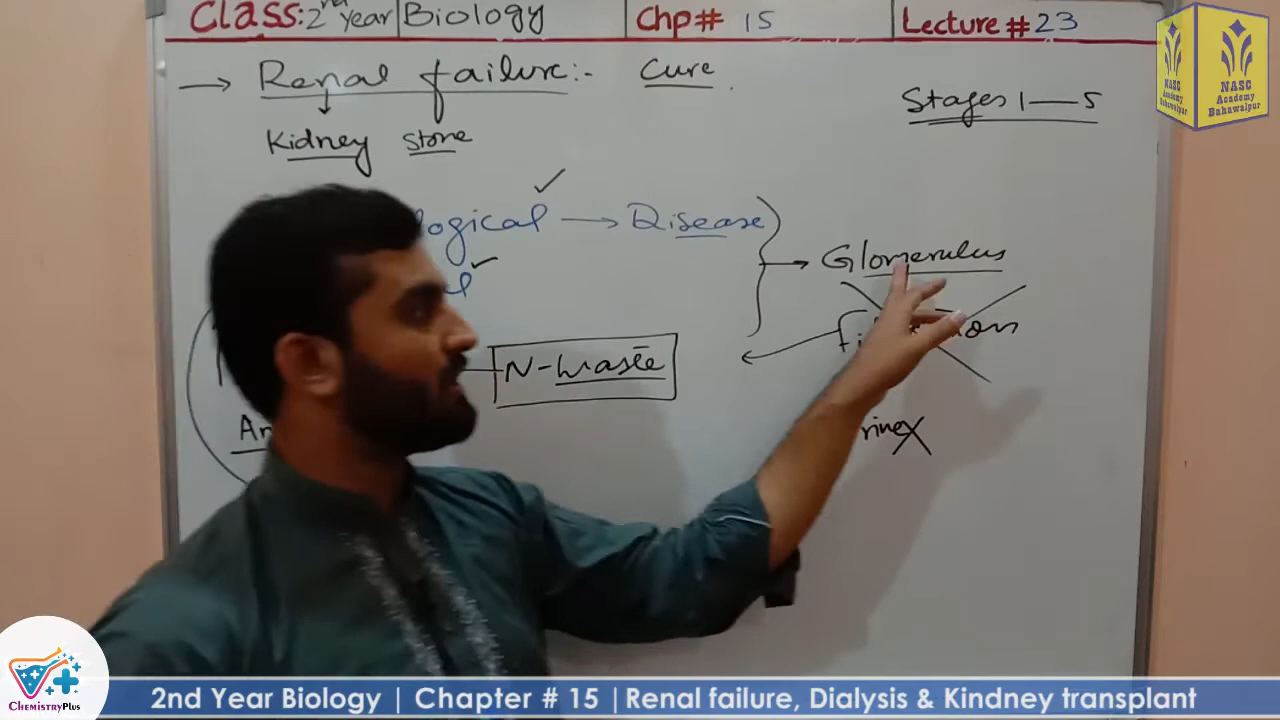 Class: 2nd Year Biology Chp# 15 Lecture #23
→ Renal failure:- Cure.
Stages 1—5
Kidney stone
logical → Disease
Glomerulus
N-Waste
NASC
Academy
Bahawalpur
NASC
Academy
Bahawalpur
ChemistryPlus
2nd Year Biology | Chapter # 15 | Renal failure, Dialysis & Kindney transplant